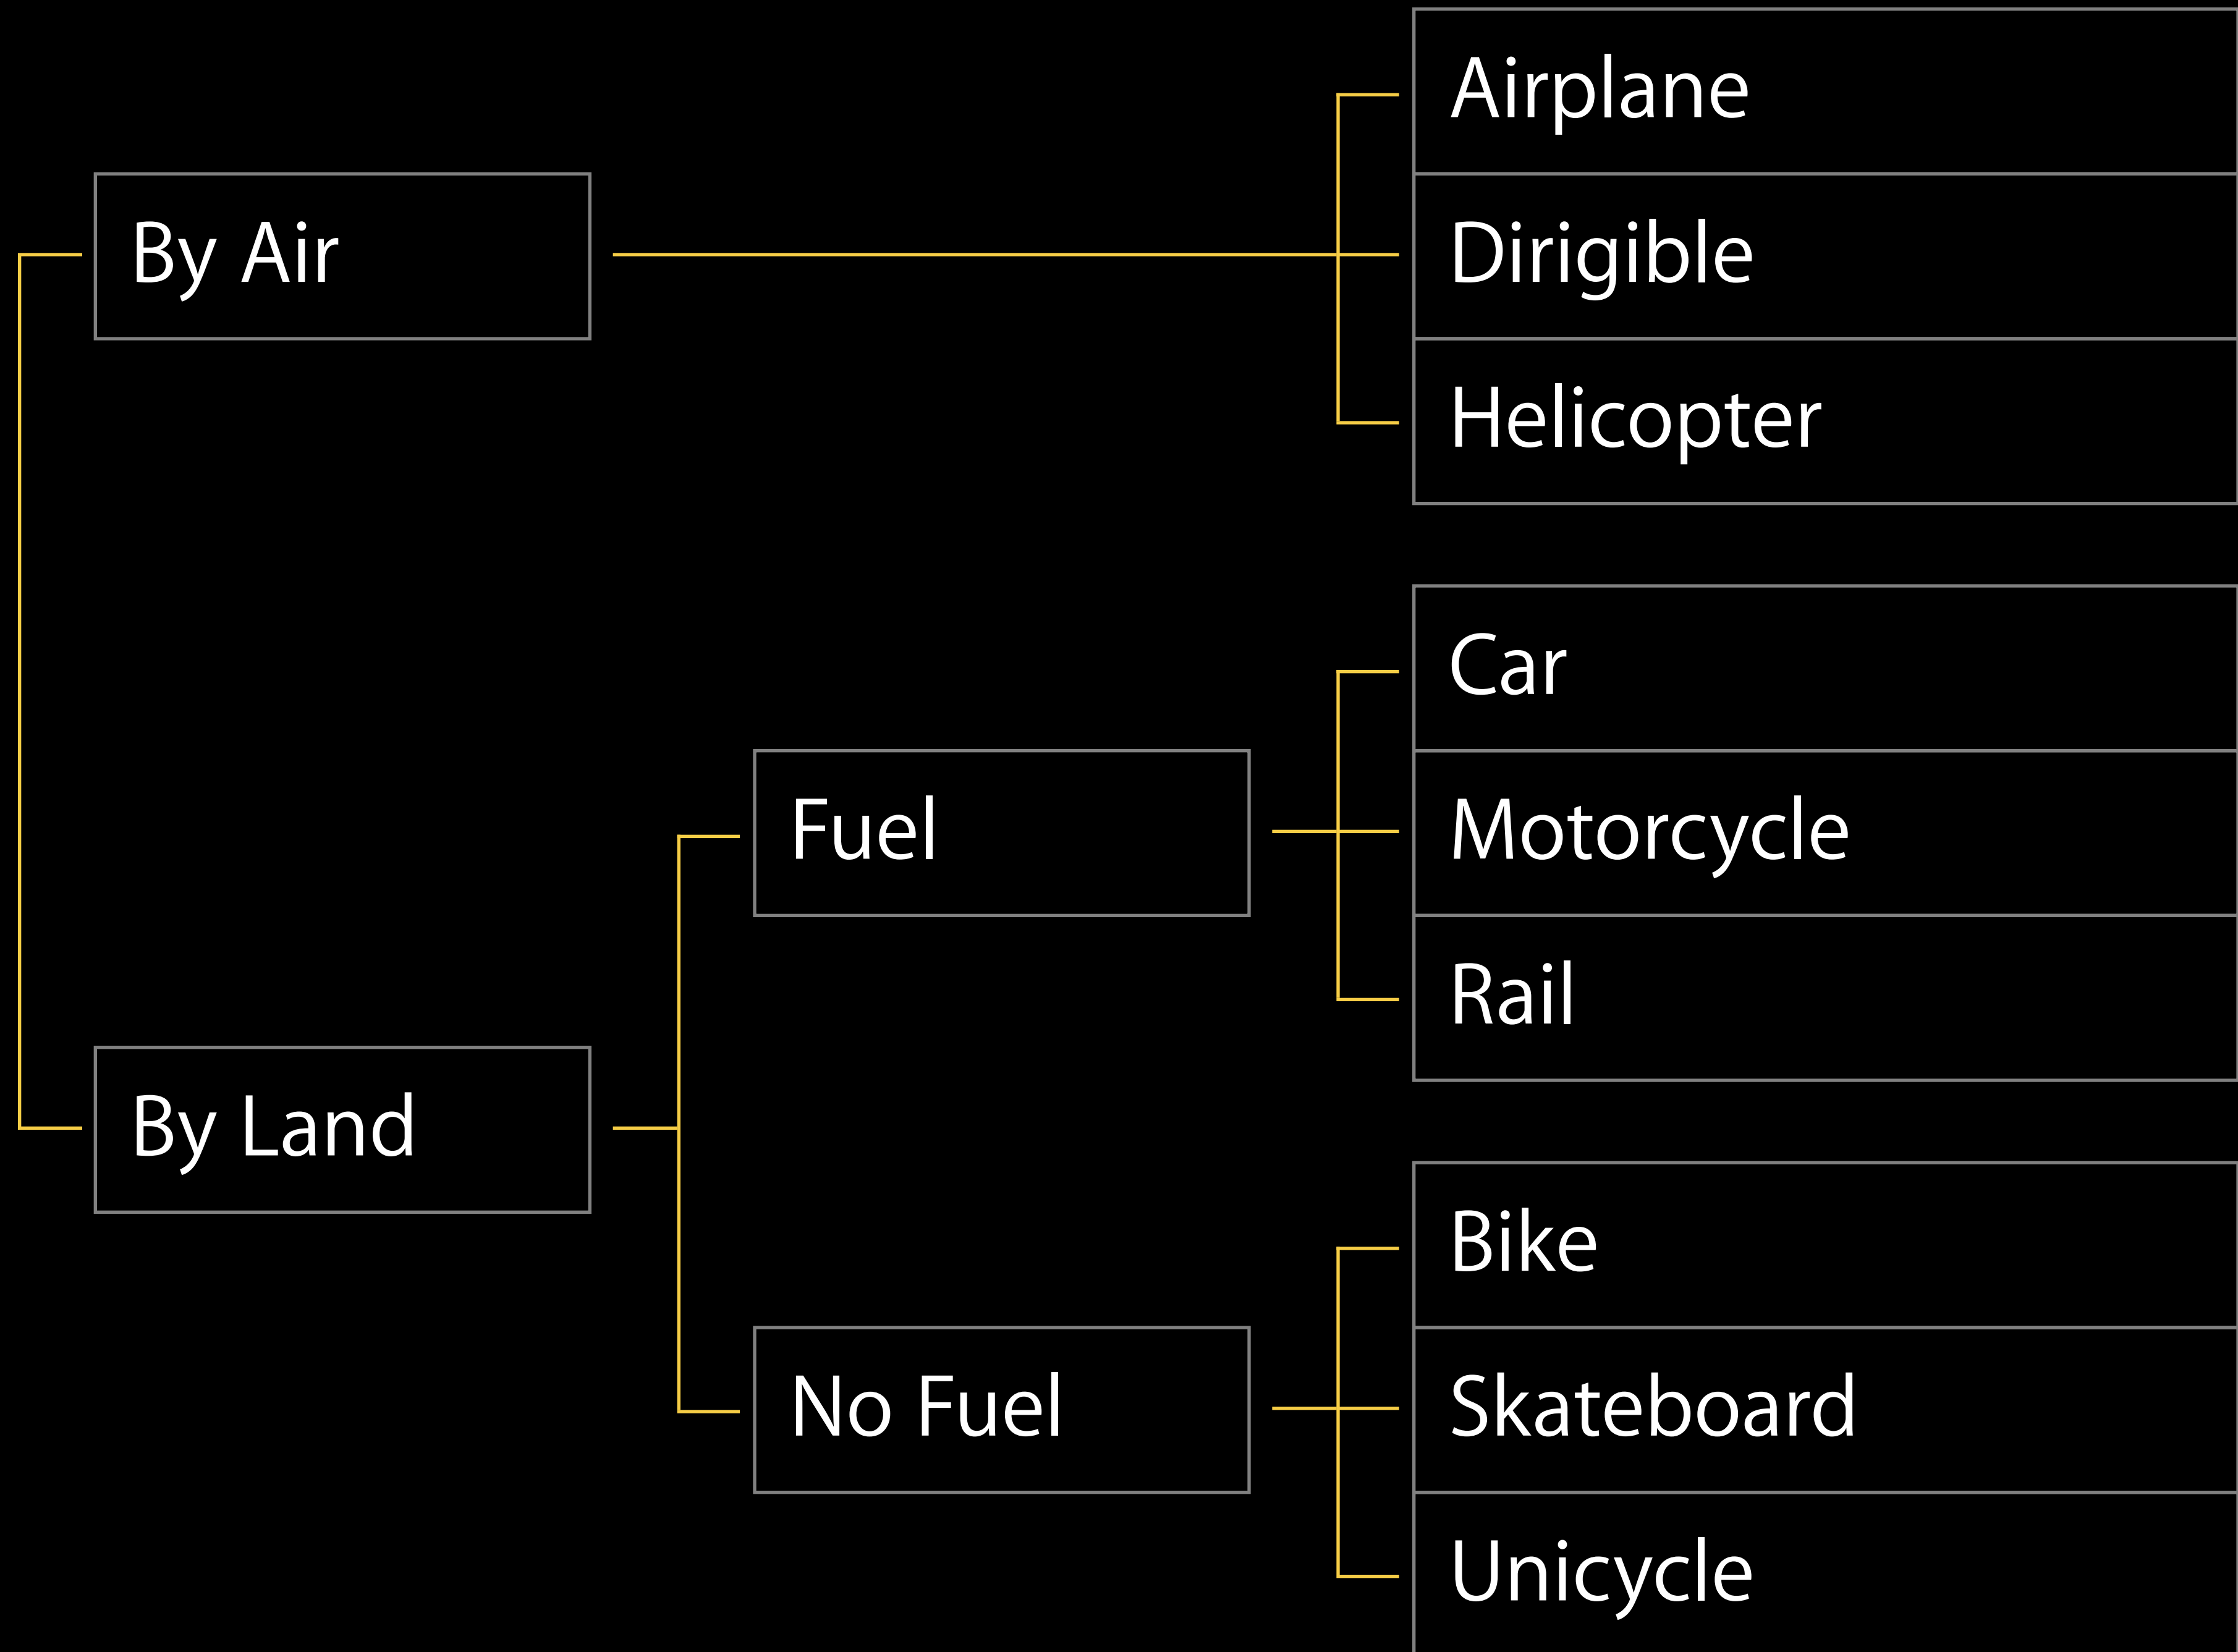 By Air
Airplane
Dirigible
Helicopter
By Land
Fuel
Car
Motorcycle
Rail
No Fuel
Bike
Skateboard
Unicycle